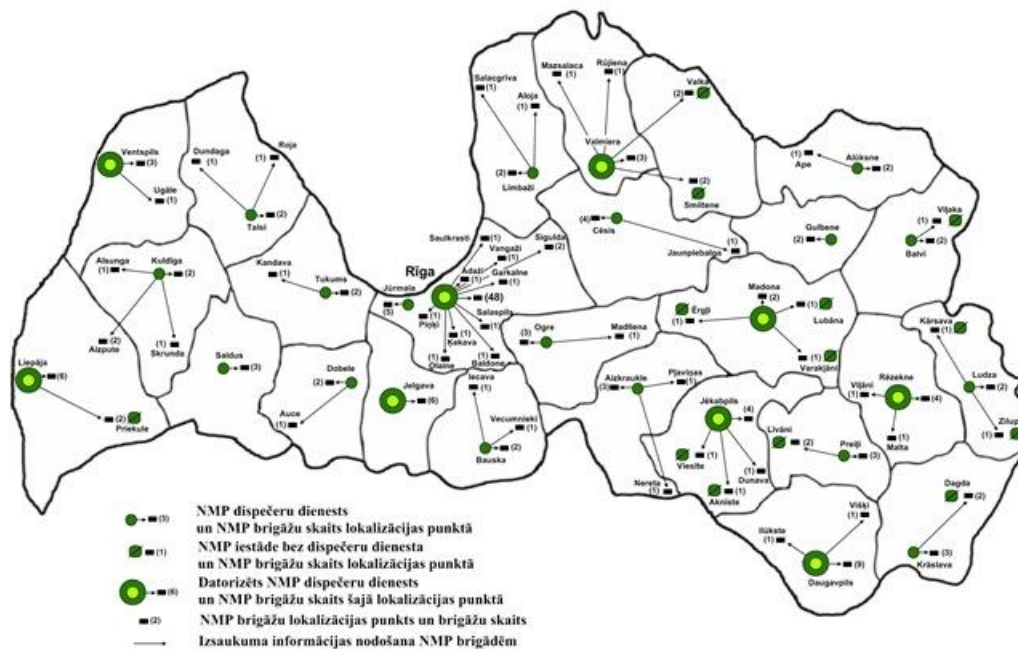 Mazsalaca
(1)
Rūjiena
(1)
Salacgrīva
(1)
Aloja
(1)
Valka
(2)
Ventspils
(3)
Dundaga
(1)
Roja
(1)
Valmiera
(3)
Ape
(1)
Alūksne
(2)
Ugāle
(1)
Talsi
(2)
Limbaži
(2)
Smiltene
(2)
Cēsis
(4)
Viļaka
(1)
Gulbene
(2)
Balvi
(2)
Alsunga
(1)
Kuldīga
(2)
Kandava
(1)
Tukums
(2)
Saulkrasti
(1)
Sigulda
(2)
Vangaži
(1)
Jaunpiebalga
(1)
Rīga
(48)
Ādaži
(1)
Garkalne
(1)
Jūrmala
(5)
Piņķi
(1)
Salaspils
(1)
Ķekava
(1)
Olaine
(1)
Baldone
(1)
Ogre
(3)
Madliena
(1)
Ērgļi
(1)
Madona
(2)
Lubāna
(1)
Varakļāni
(1)
Kārsava
(1)
Aizpute
(2)
Skrunda
(1)
Saldus
(3)
Liepāja
(6)
Priekule
(2)
Dobele
(2)
Auce
(1)
Jelgava
(6)
Iecava
(1)
Vecumnieki
(1)
Bauska
(2)
Aizkraukle
(3)
Pļaviņas
(1)
Jēkabpils
(4)
Viesīte
(1)
Nereta
(1)
Aknīste
(1)
Dunava
(1)
Līvāni
(2)
Preiļi
(3)
Viļāni
(1)
Rēzekne
(4)
Malta
(1)
Ludza
(2)
Zilupe
(1)
Dagda
(2)
Krāslava
(3)
Višķi
(1)
Ilūkste
(1)
Daugavpils
(9)
(3) NMP dispečeru dienests
un NMP brigāžu skaits lokalizācijas punktā
(1) NMP iestāde bez dispečeru dienesta
un NMP brigāžu skaits lokalizācijas punktā
(6) Datorizēts NMP dispečeru dienests
un NMP brigāžu skaits šajā lokalizācijas punktā
(2) NMP brigāžu lokalizācijas punkts un brigāžu skaits
Izsaukuma informācijas nodošana NMP brigādēm